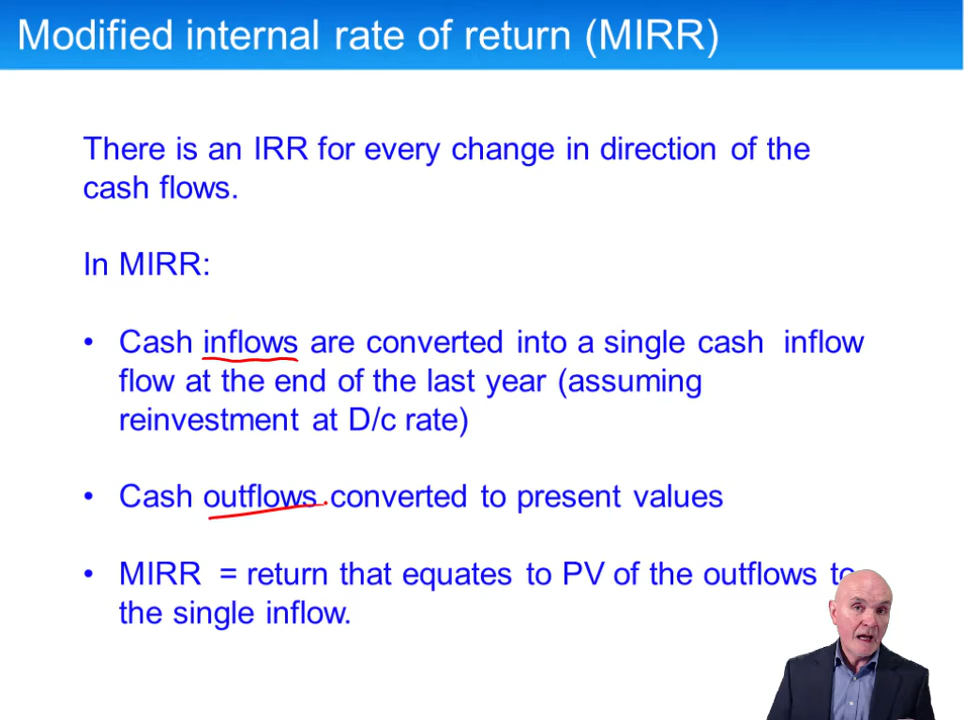 Modified internal rate of return (MIRR)
There is an IRR for every change in direction of the
cash flows.
In MIRR:
• Cash inflows are converted into a single cash inflow
flow at the end of the last year (assuming
reinvestment at D/c rate)
• Cash outflows converted to present values
• MIRR = return that equates to PV of the outflows to
the single inflow.